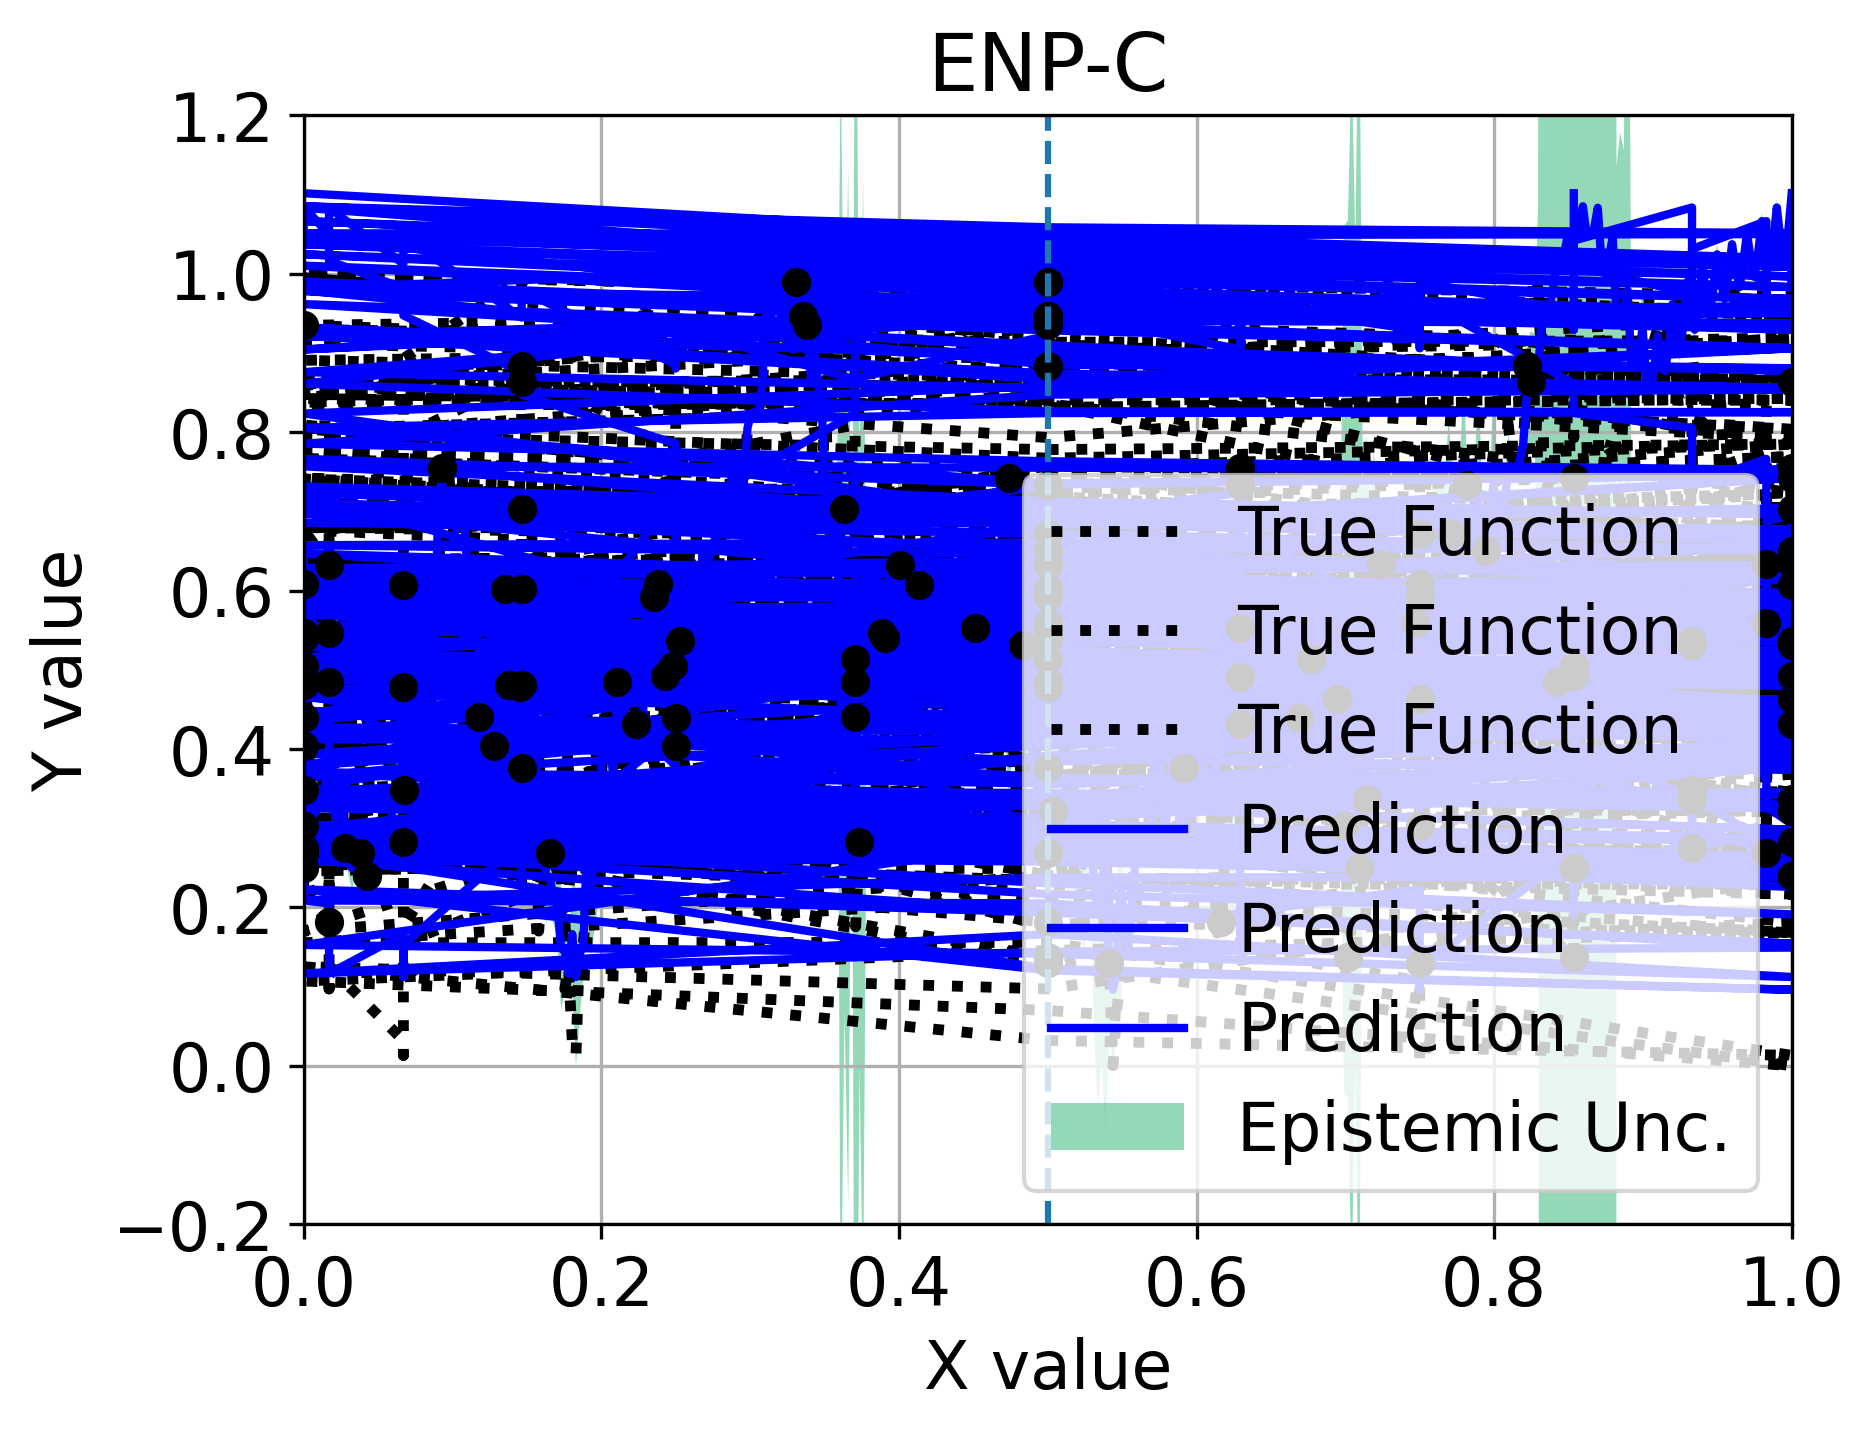 ENP-C
1.2
1.0
0.8
0.6
0.4
0.2
0.0
−0.2
Y value
True Function
True Function
True Function
Prediction
Prediction
Prediction
Epistemic Unc.
0.0 0.2 0.4 0.6 0.8 1.0
X value